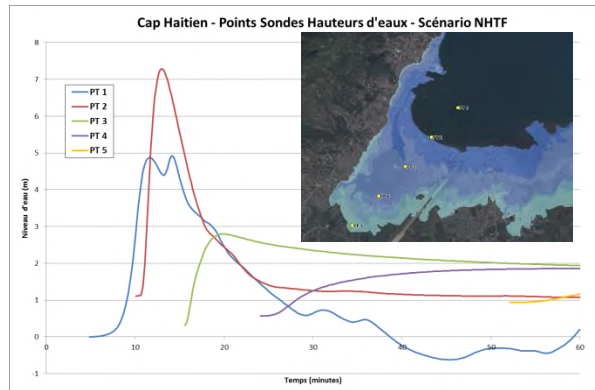 Cap Haitien - Points Sondes Hauteurs d'eaux - Scénario NHTF
8
7
6
5
4
3
2
1
0
-1
Niveau d'eau (m)
PT 1
PT 2
PT 3
PT 4
PT 5
0
10
20
30
40
50
60
Temps (minutes)